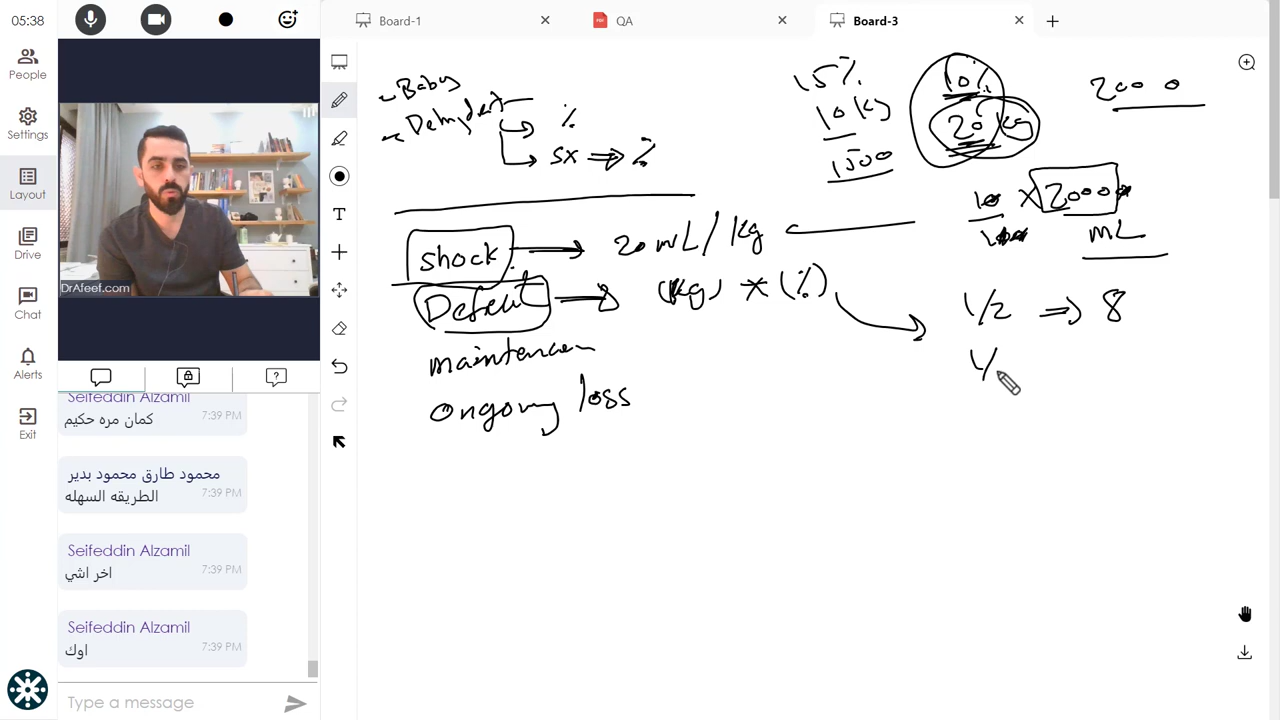 05:38
People
Settings
Layout
Drive
Chat
Alerts
Exit
DrAfeef.com
Seifeddin Alzamil
كمان مره حكيم
7:39 PM
محمود طارق محمود بدير
الطريقه السهله
7:39 PM
Seifeddin Alzamil
اخر اشي
7:39 PM
Seifeddin Alzamil
اوك
7:39 PM
Type a message
Board-1
QA
Board-3
Baby
%
sx ⇒ %
15%
10 kg
1500
10%
20 kg
2000
10 × 2000
mL
shock → 20 mL/kg
(kg) * (%)
1/2 ⇒ 8
1/
ongoing loss